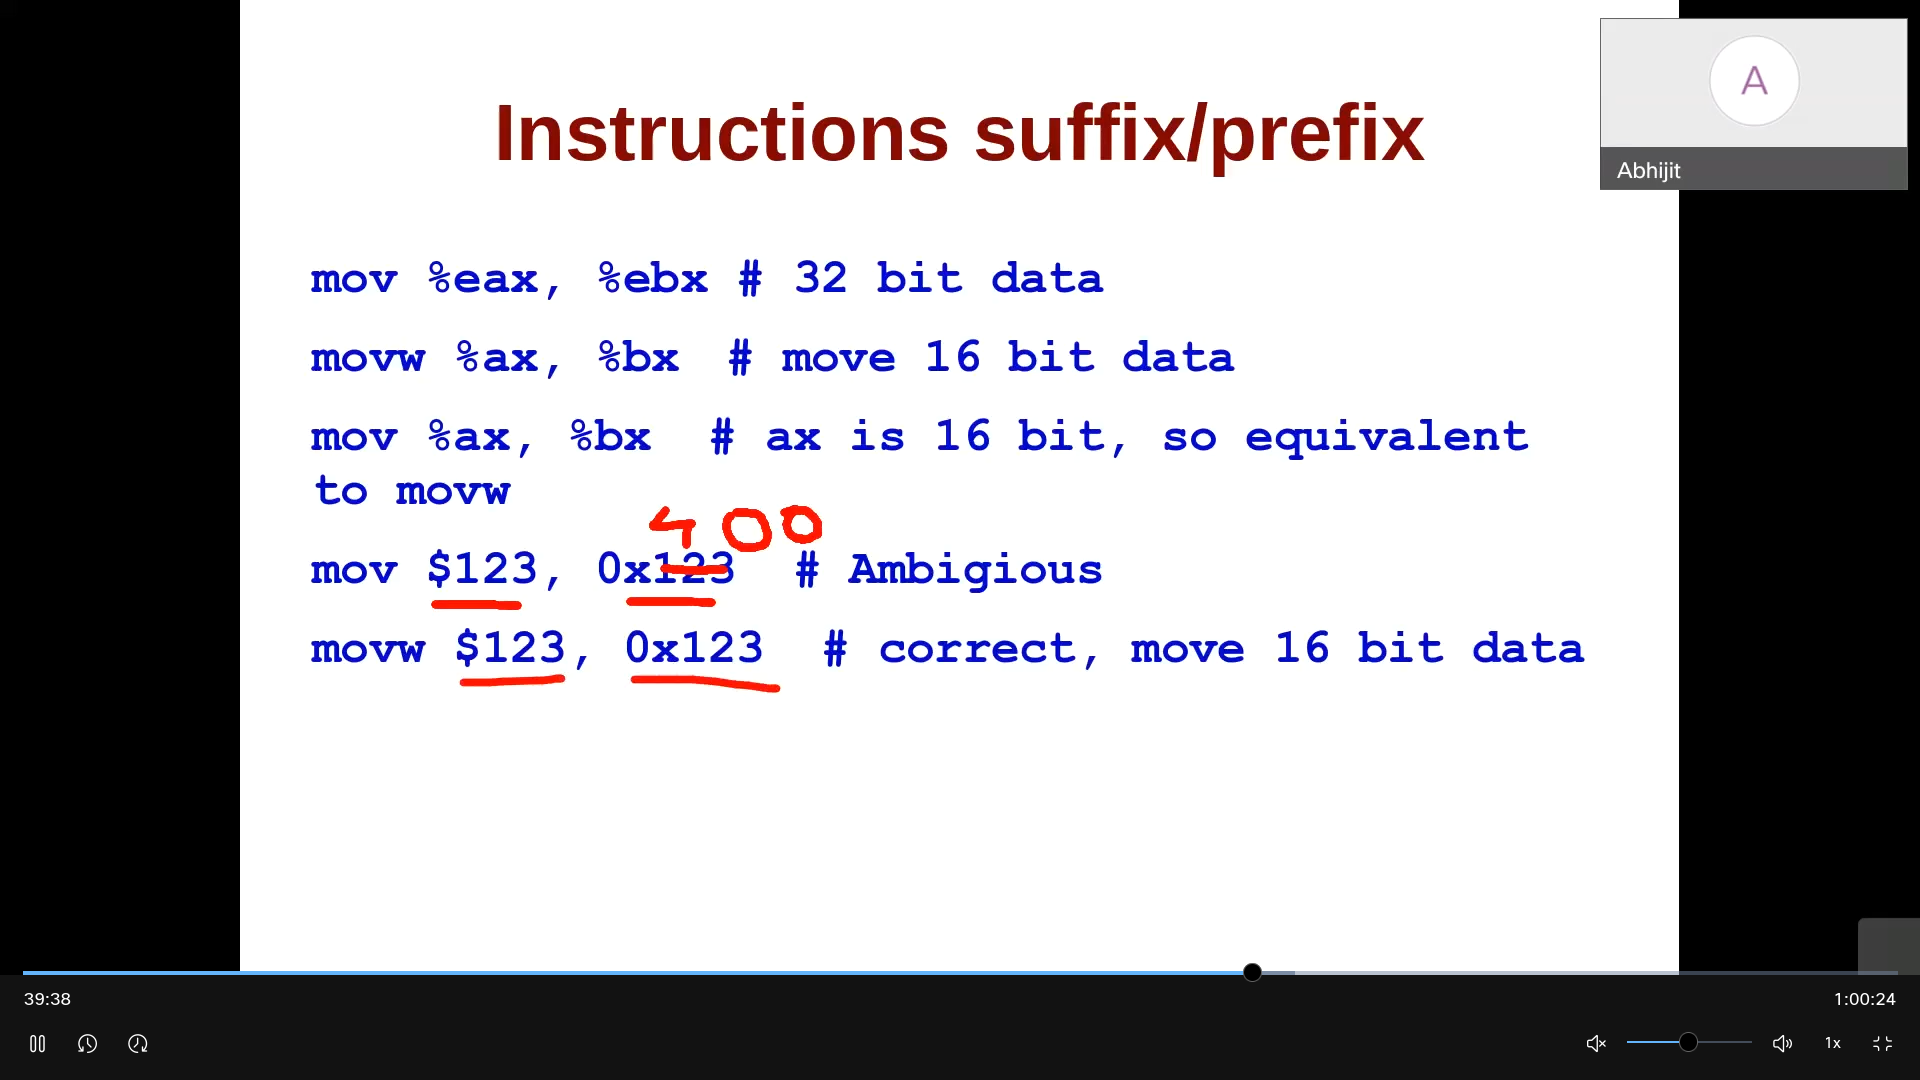 Instructions suffix/prefix
A
Abhijit
mov %eax, %ebx # 32 bit data
movw %ax, %bx # move 16 bit data
mov %ax, %bx # ax is 16 bit, so equivalent
to movw
400
mov $123, 0x123 # Ambigious
movw $123, 0x123 # correct, move 16 bit data
39:38
1:00:24
1x